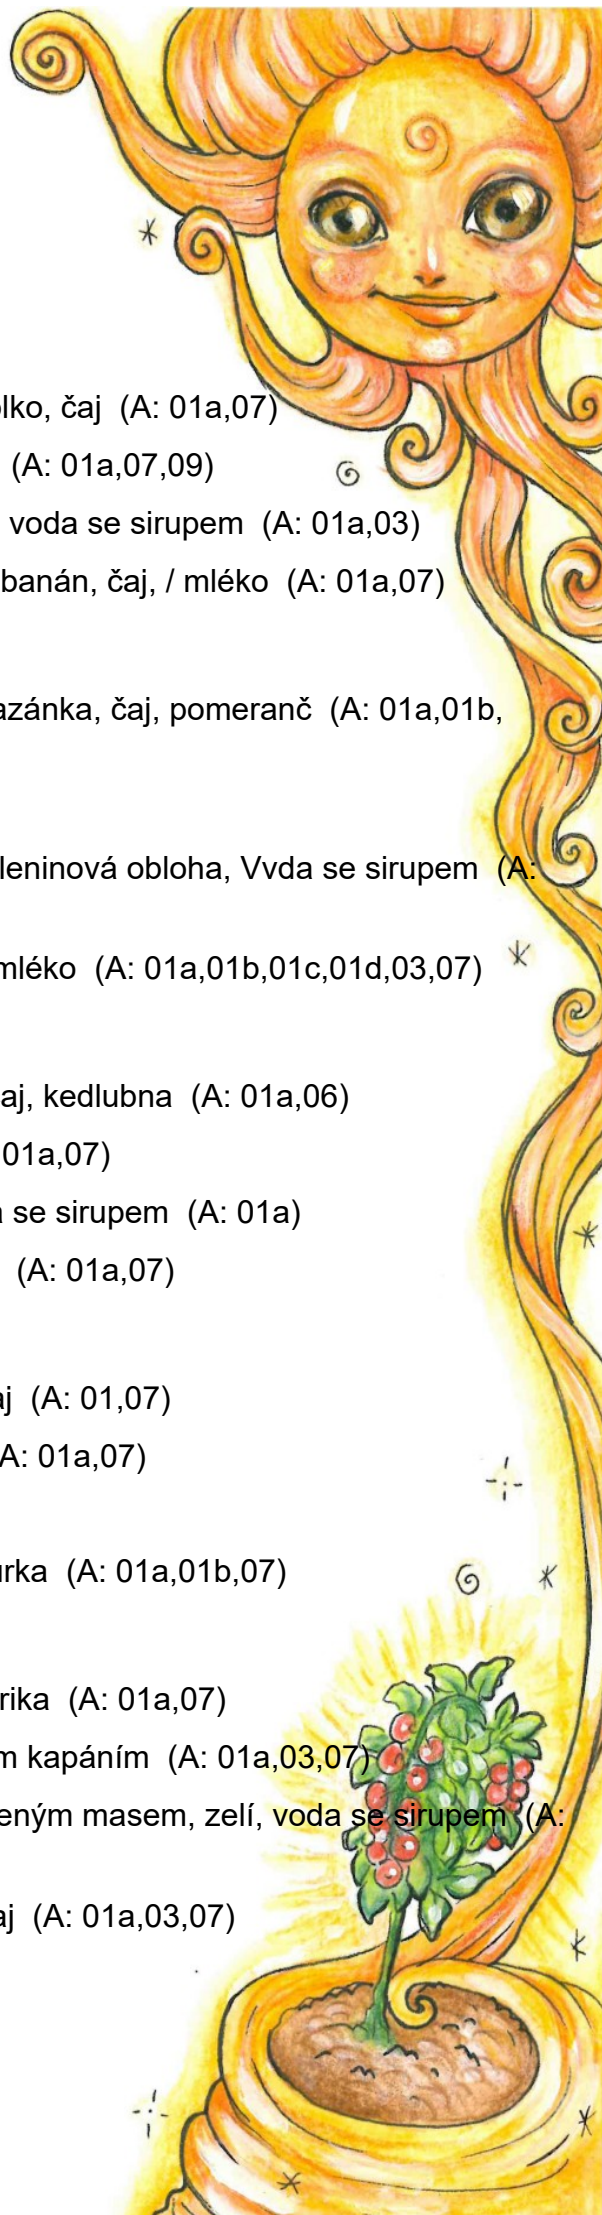 olko, čaj (A: 01a,07)
(A: 01a,07,09)
voda se sirupem (A: 01a,03)
banán, čaj, / mléko (A: 01a,07)
azánka, čaj, pomeranč (A: 01a,01b,
leninová obloha, Vvda se sirupem (A:
mléko (A: 01a,01b,01c,01d,03,07)
aj, kedlubna (A: 01a,06)
01a,07)
a se sirupem (A: 01a)
(A: 01a,07)
aj (A: 01,07)
A: 01a,07)
urka (A: 01a,01b,07)
rika (A: 01a,07)
m kapáním (A: 01a,03,07)
eným masem, zelí, voda se sirupem (A:
aj (A: 01a,03,07)